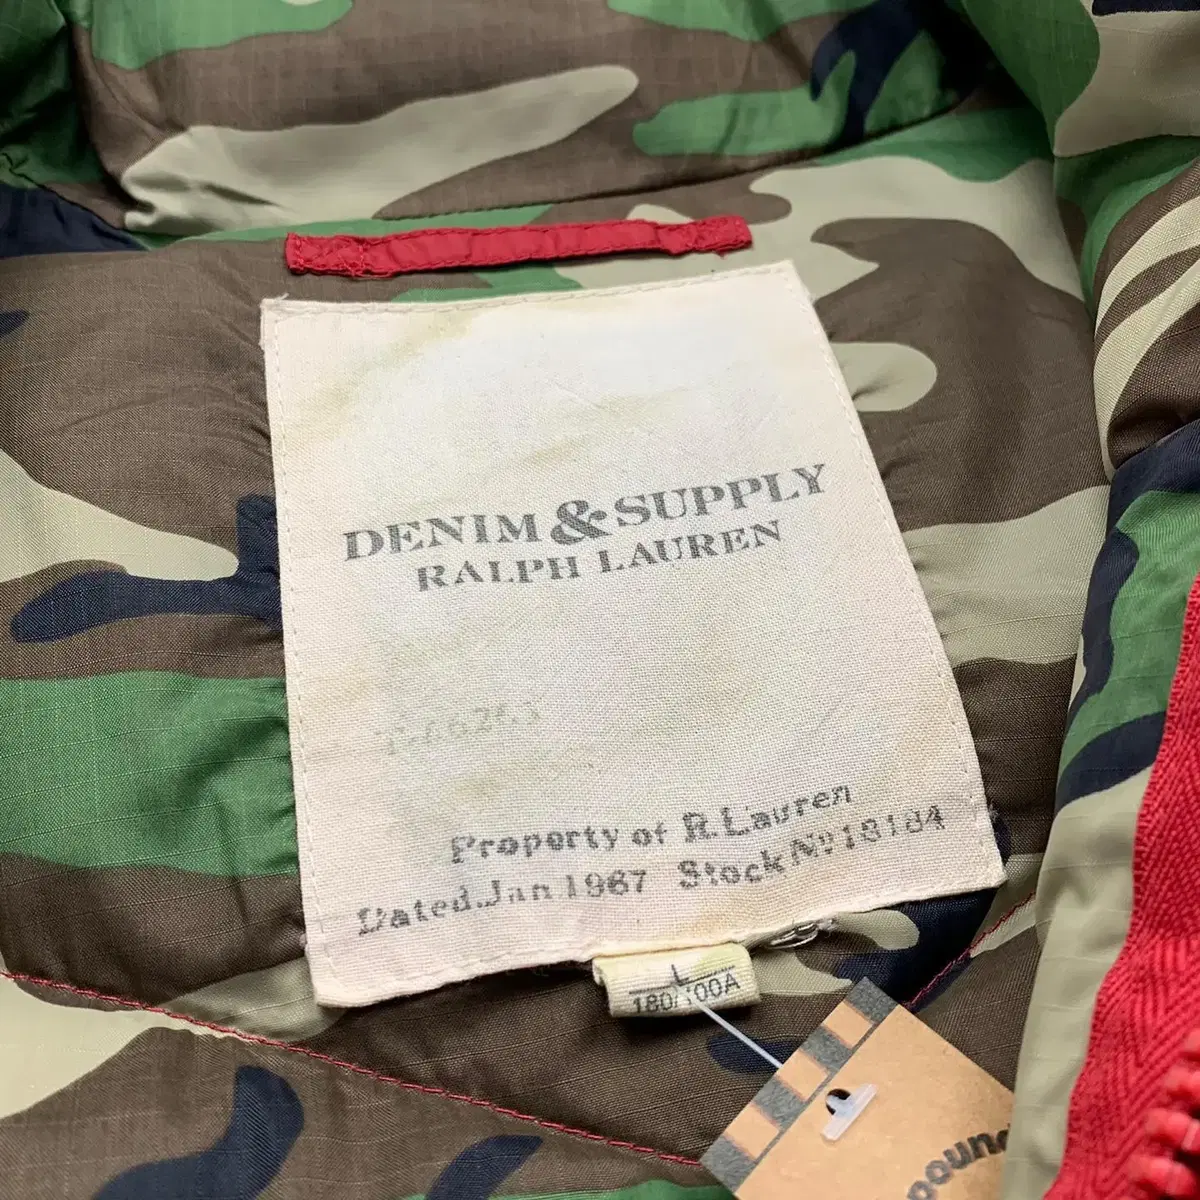 DENIM & SUPPLY
RALPH LAUREN
Property of R. Lauren
Dated.Jan 1967 Stock No 18184
L
180/100A